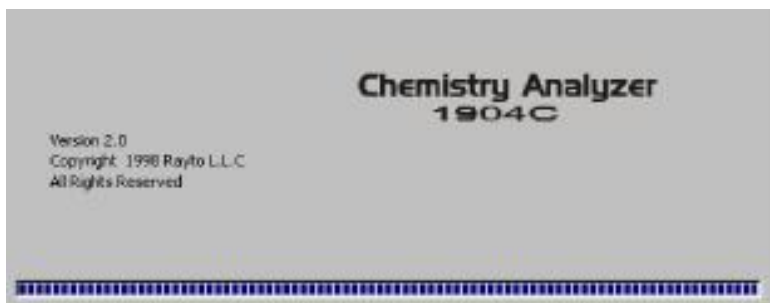 Chemistry Analyzer
1904C
Version 2.0
Copyright 1998 Rayto L.L.C
All Rights Reserved